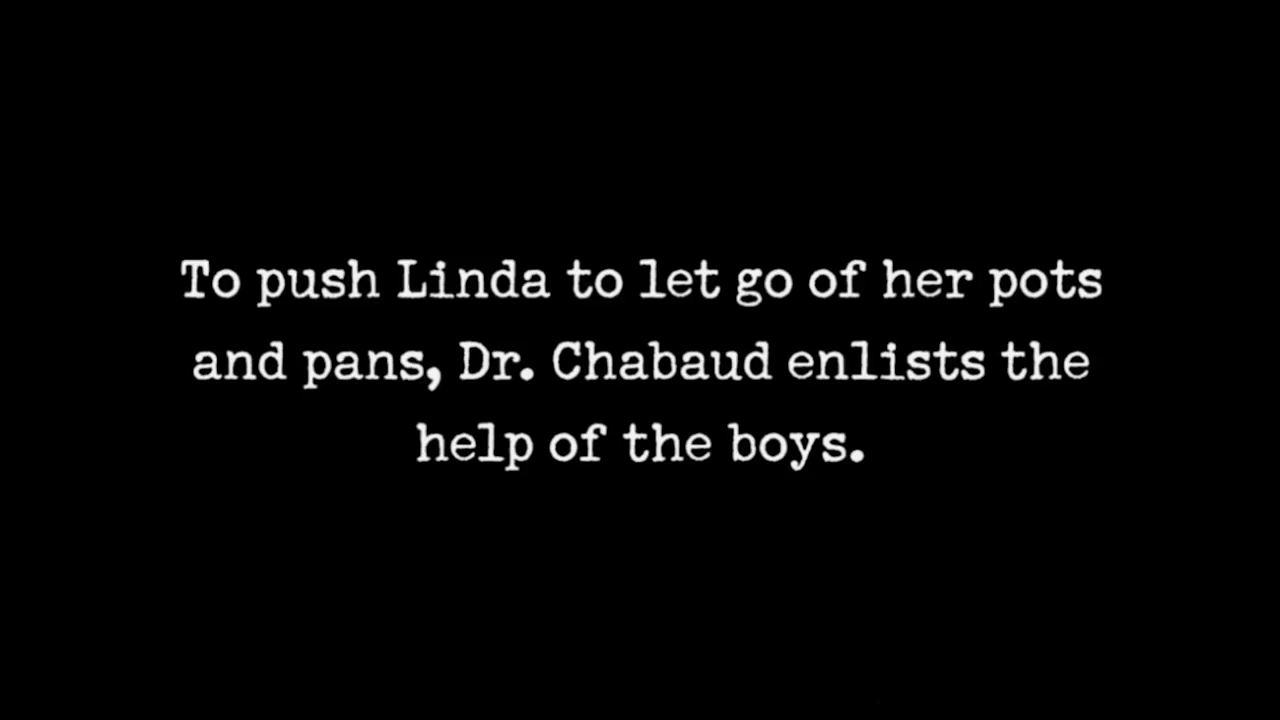 To push Linda to let go of her pots
and pans, Dr. Chabaud enlists the
help of the boys.